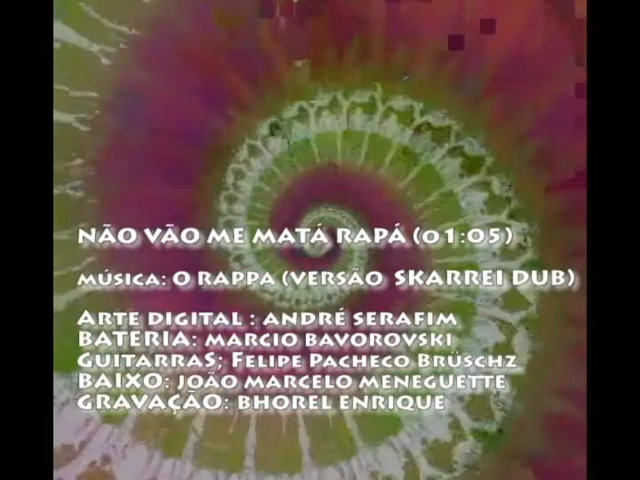 NÃO VÃO ME MATÁ RAPÁ (01:05)
MÚSICA: O RAPPA (VERSÃO SKARREI DUB)
ARTE DIGITAL : ANDRÉ SERAFIM
BATERIA: MARCIO BAVOROVSKI
GUITARRAS; FELIPE PACHECO BRÜSCHZ
BAIXO: JOÃO MARCELO MENEGUETTE
GRAVAÇÃO: BHOREL ENRIQUE